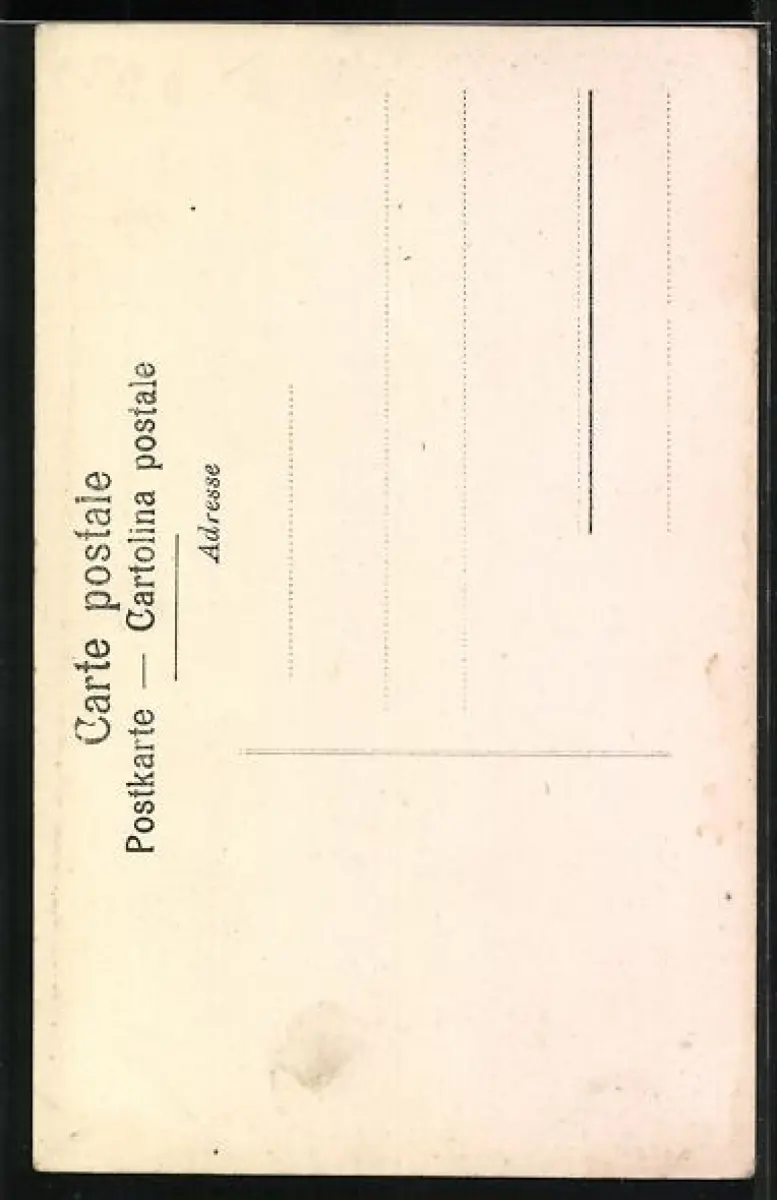 Carte postale
Postkarte — Cartolina postale
Adresse